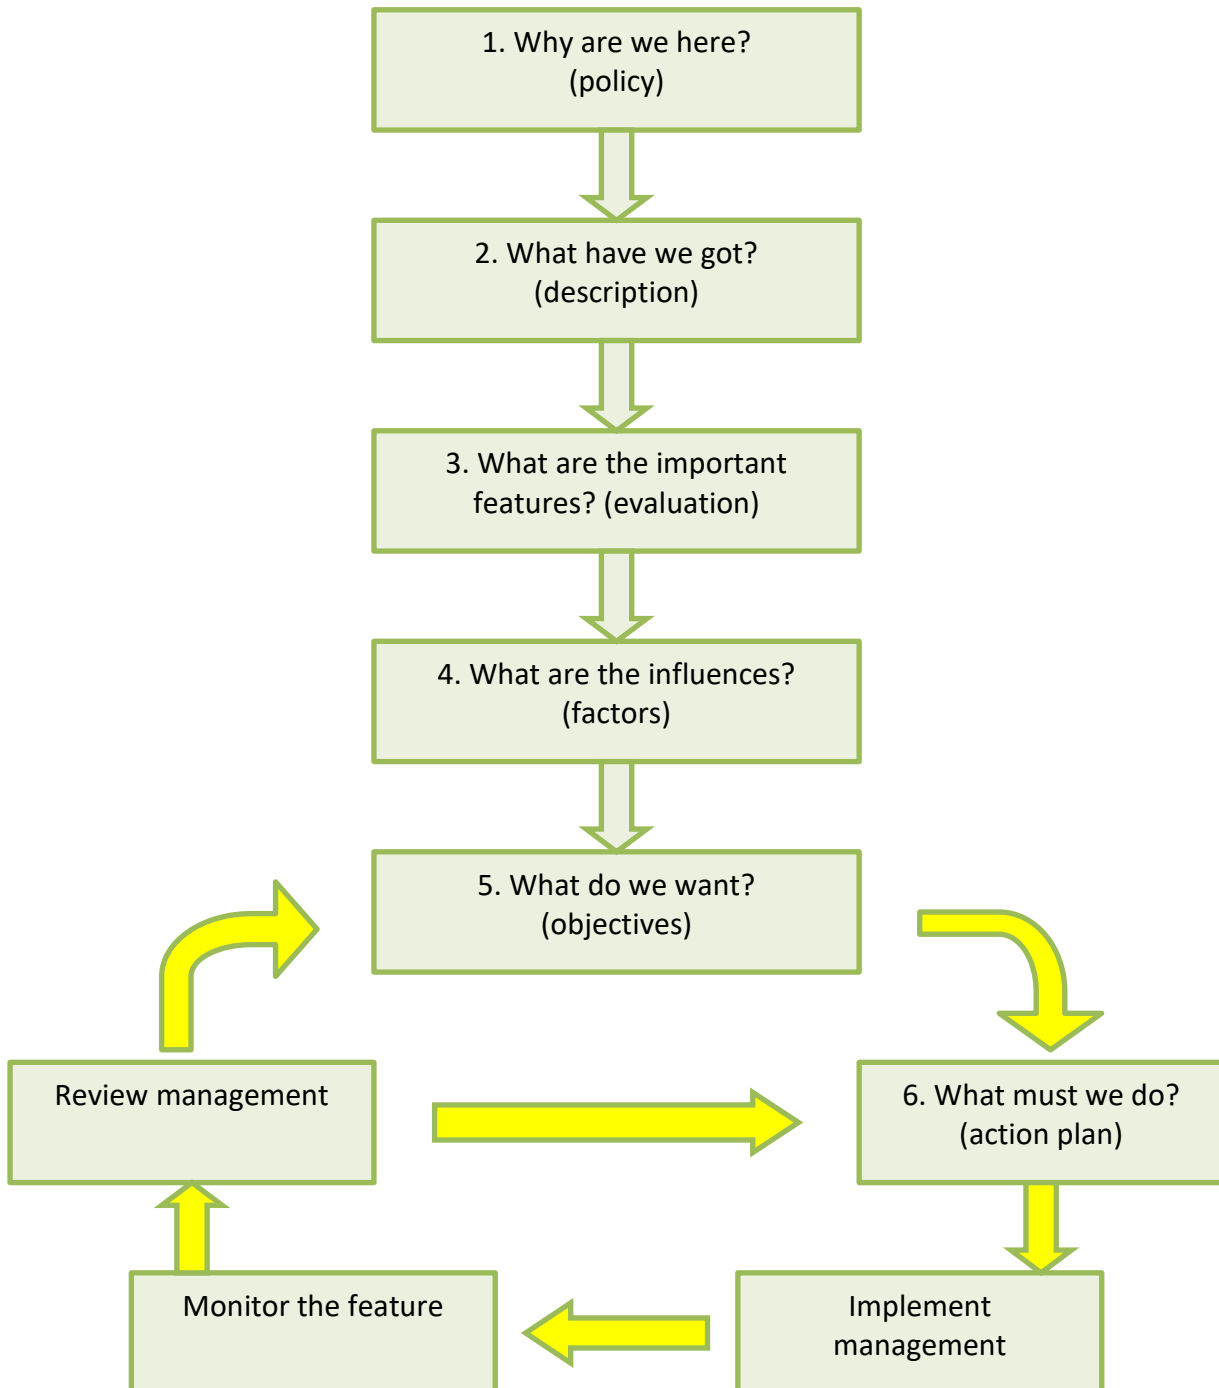 1. Why are we here?
(policy)
2. What have we got?
(description)
3. What are the important
features? (evaluation)
4. What are the influences?
(factors)
5. What do we want?
(objectives)
Review management
6. What must we do?
(action plan)
Monitor the feature
Implement
management